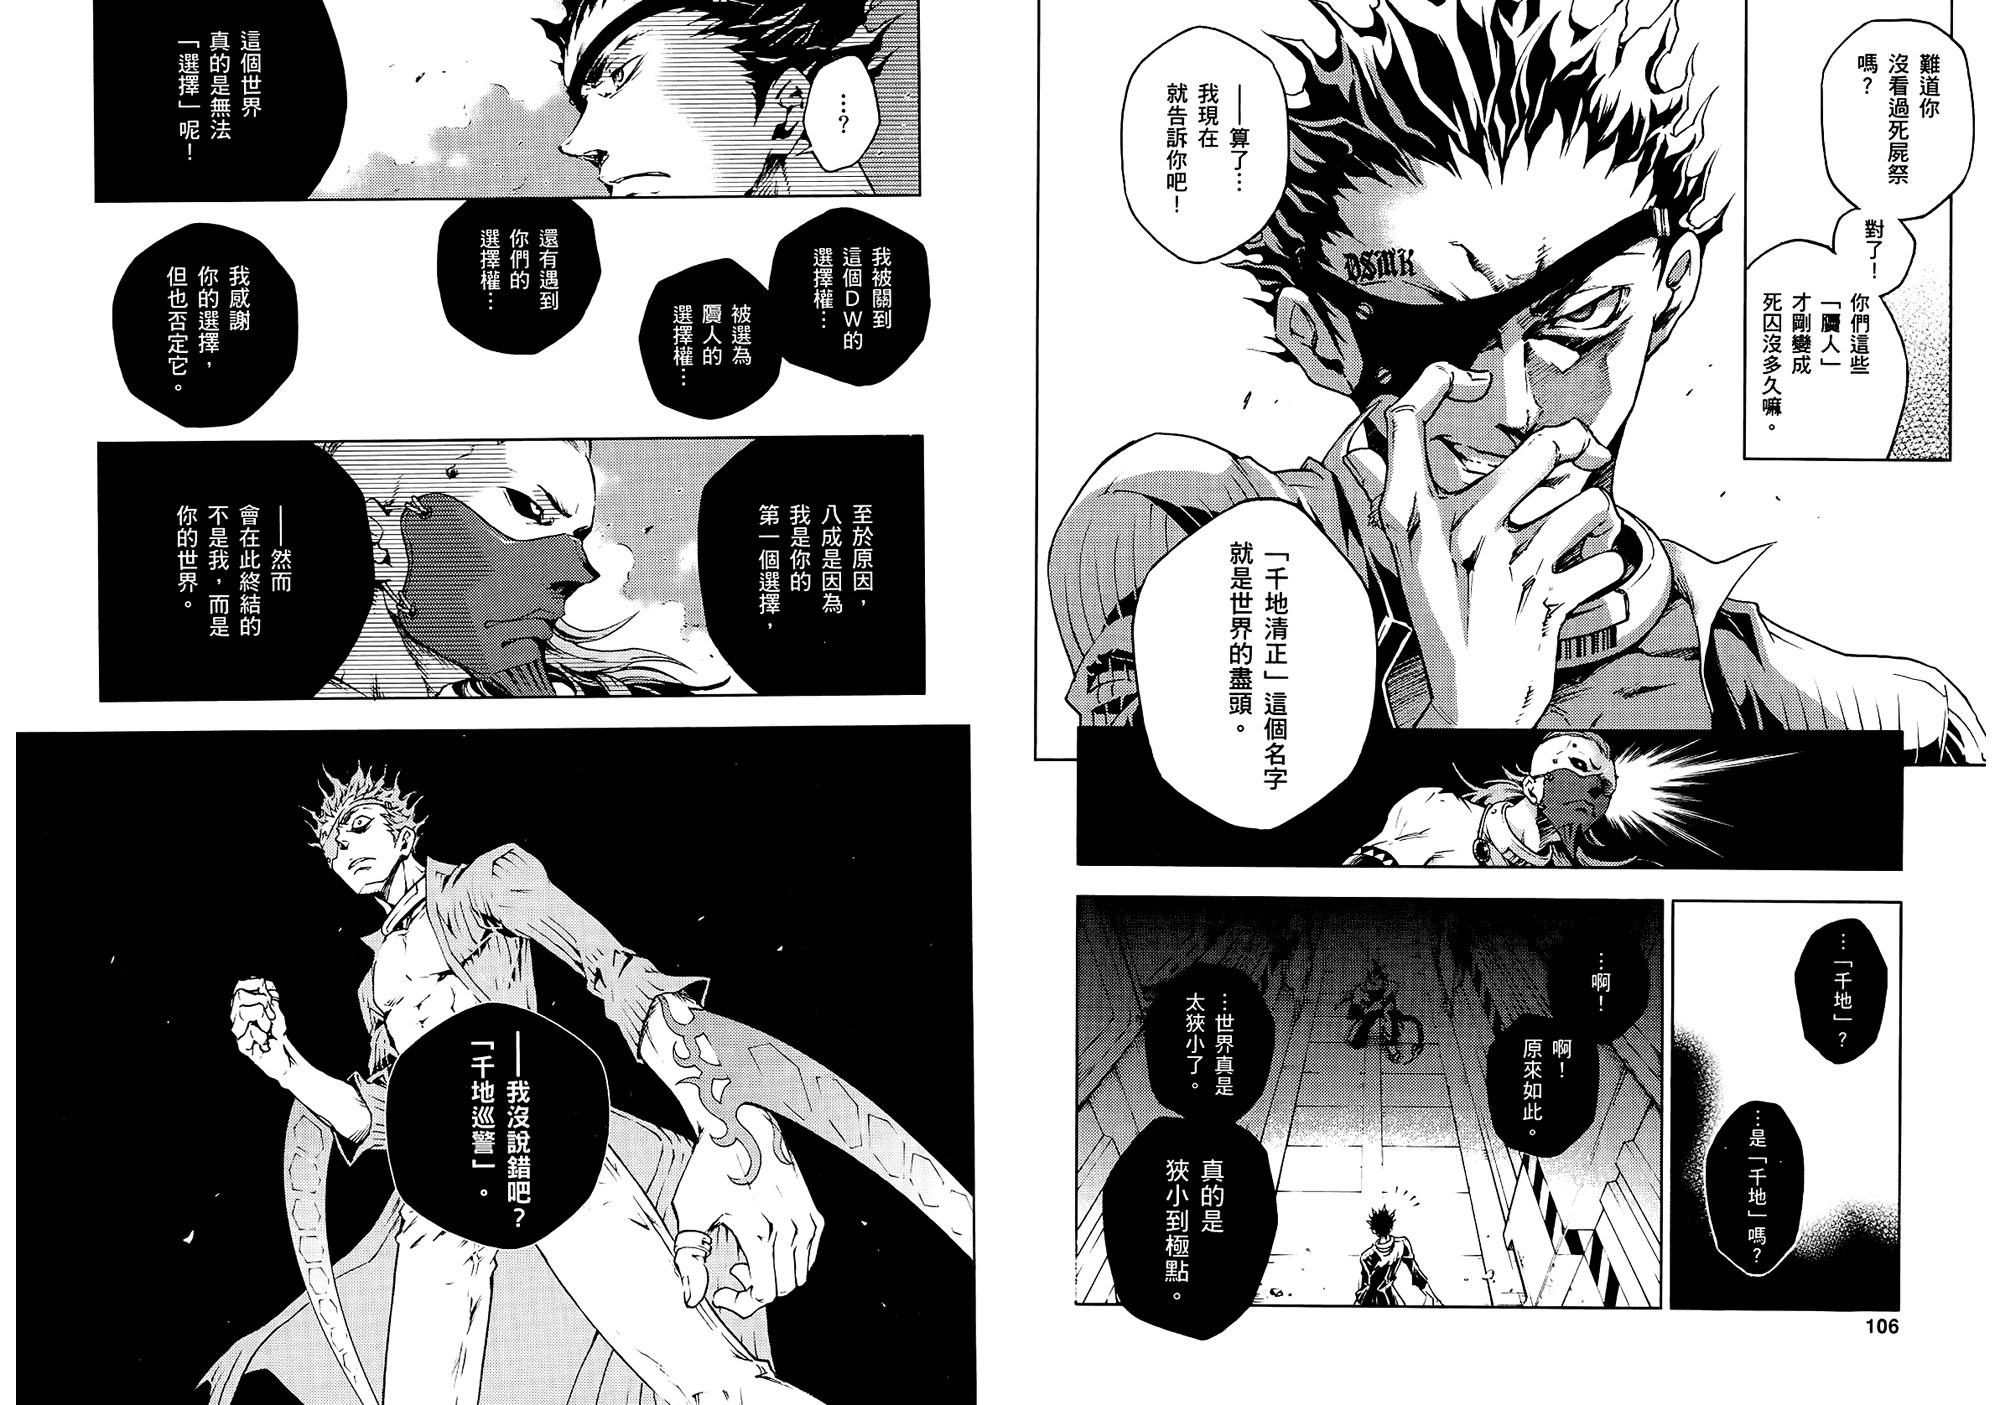 難道你
沒看過死屍祭
嗎？
對了！
你們這些
「贗人」
才剛變成
死囚沒多久嘛。
——算了…
我現在
就告訴你吧！
DSMK
「千地清正」這個名字
就是世界的盡頭。
…「千地」？
…是「千地」嗎？
…啊！
啊！
原來如此。
…世界真是
太狹小了。
真的是
狹小到極點。
106
…？
這個世界
真的是無法
「選擇」呢！
我被關到
這個ＤＷ的
選擇權…
被選為
贗人的
選擇權…
還有遇到
你們的
選擇權…
我感謝
你的選擇，
但也否定它。
至於原因，
八成是因為
我是你的
第一個選擇，
——然而
會在此終結的
不是我，而是
你的世界。
——我沒說錯吧？
「千地巡警」。